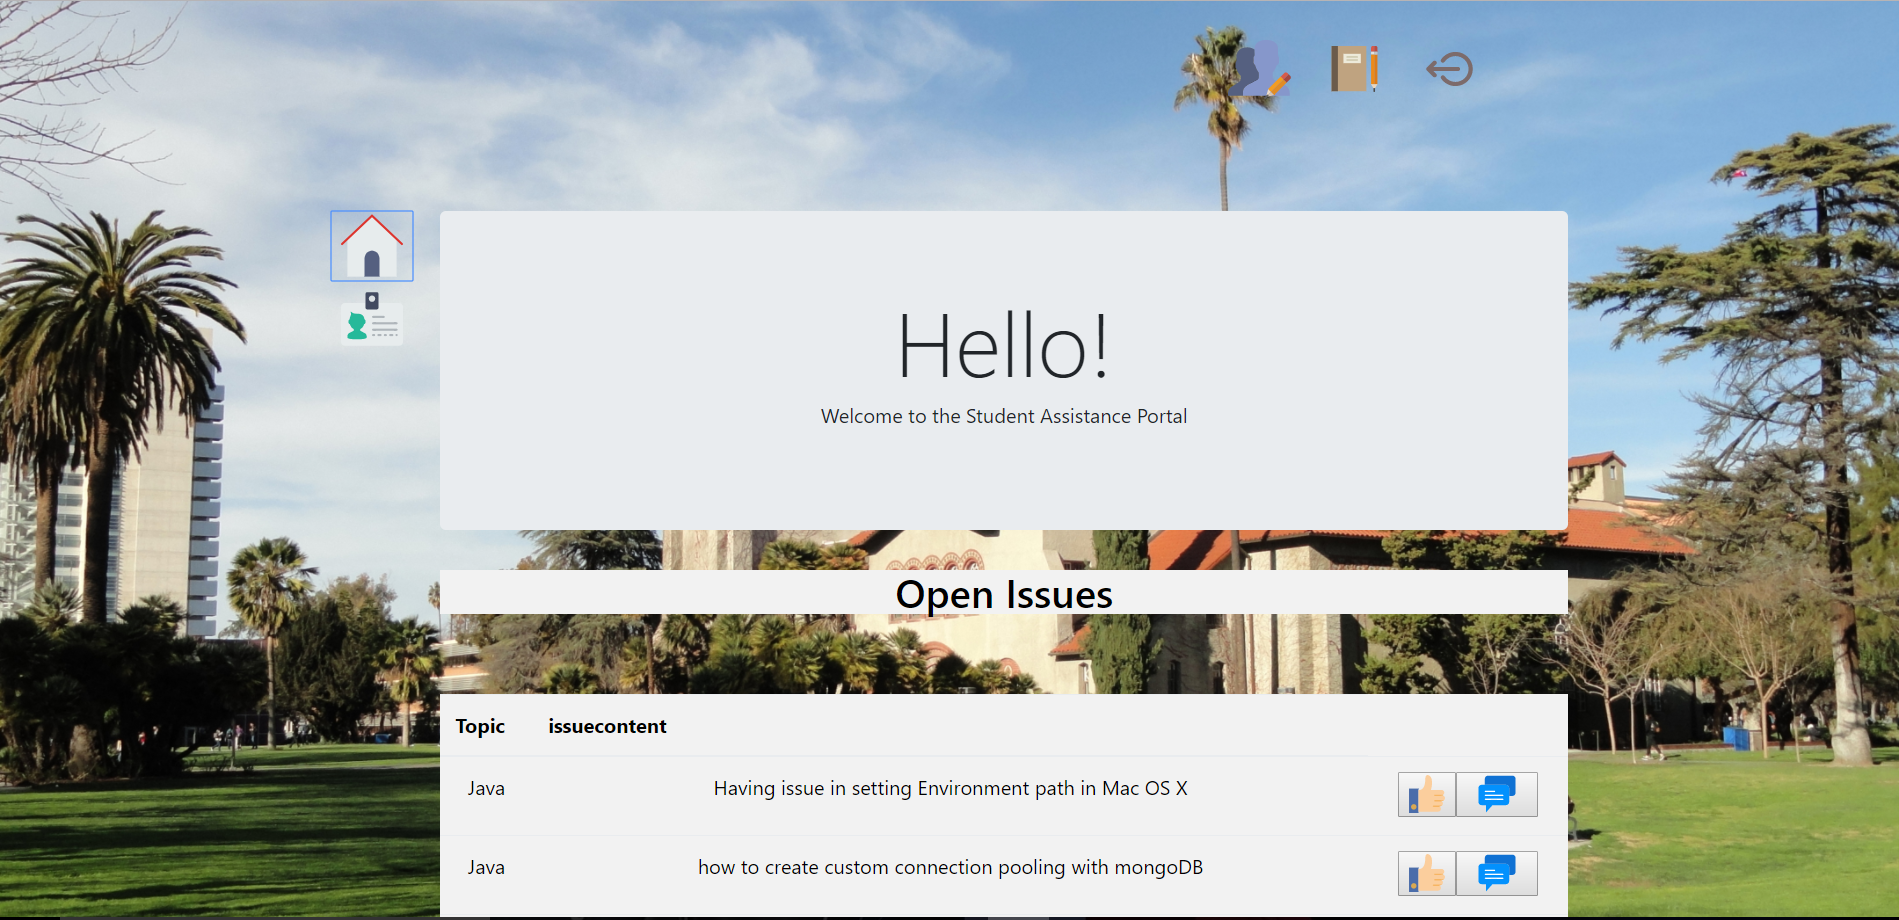 Hello!
Welcome to the Student Assistance Portal
Open Issues
Topic issuecontent
Java Having issue in setting Environment path in Mac OS X
Java how to create custom connection pooling with mongoDB